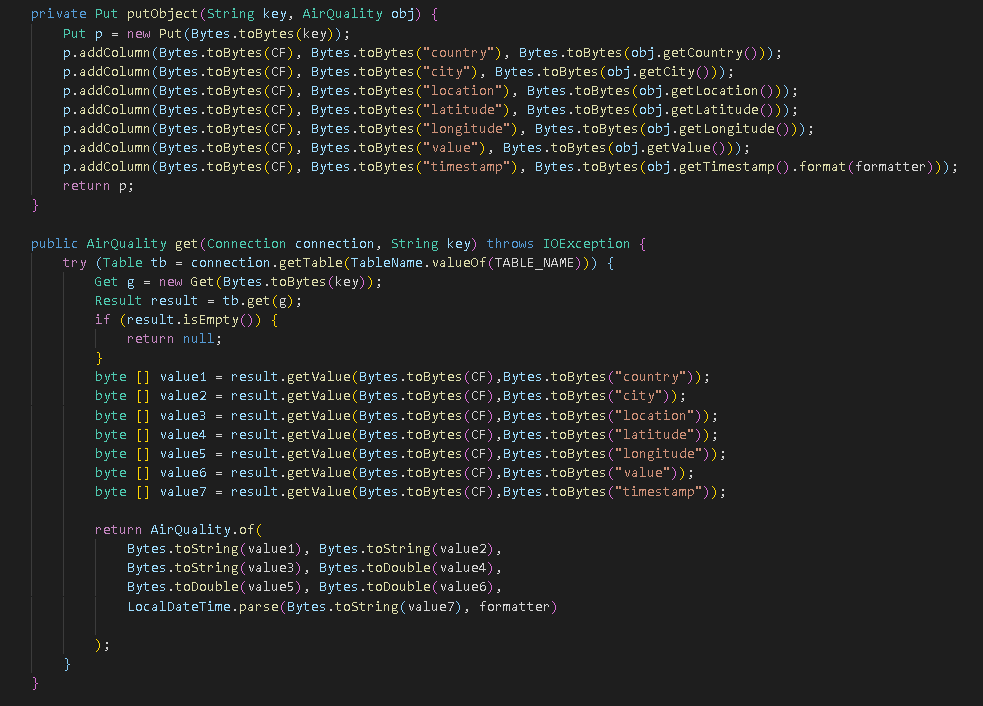 private Put putObject(String key, AirQuality obj) {
    Put p = new Put(Bytes.toBytes(key));
    p.addColumn(Bytes.toBytes(CF), Bytes.toBytes("country"), Bytes.toBytes(obj.getCountry()));
    p.addColumn(Bytes.toBytes(CF), Bytes.toBytes("city"), Bytes.toBytes(obj.getCity()));
    p.addColumn(Bytes.toBytes(CF), Bytes.toBytes("location"), Bytes.toBytes(obj.getLocation()));
    p.addColumn(Bytes.toBytes(CF), Bytes.toBytes("latitude"), Bytes.toBytes(obj.getLatitude()));
    p.addColumn(Bytes.toBytes(CF), Bytes.toBytes("longitude"), Bytes.toBytes(obj.getLongitude()));
    p.addColumn(Bytes.toBytes(CF), Bytes.toBytes("value"), Bytes.toBytes(obj.getValue()));
    p.addColumn(Bytes.toBytes(CF), Bytes.toBytes("timestamp"), Bytes.toBytes(obj.getTimestamp().format(formatter)));
    return p;
}

public AirQuality get(Connection connection, String key) throws IOException {
    try (Table tb = connection.getTable(TableName.valueOf(TABLE_NAME))) {
        Get g = new Get(Bytes.toBytes(key));
        Result result = tb.get(g);
        if (result.isEmpty()) {
            return null;
        }
        byte [] value1 = result.getValue(Bytes.toBytes(CF),Bytes.toBytes("country"));
        byte [] value2 = result.getValue(Bytes.toBytes(CF),Bytes.toBytes("city"));
        byte [] value3 = result.getValue(Bytes.toBytes(CF),Bytes.toBytes("location"));
        byte [] value4 = result.getValue(Bytes.toBytes(CF),Bytes.toBytes("latitude"));
        byte [] value5 = result.getValue(Bytes.toBytes(CF),Bytes.toBytes("longitude"));
        byte [] value6 = result.getValue(Bytes.toBytes(CF),Bytes.toBytes("value"));
        byte [] value7 = result.getValue(Bytes.toBytes(CF),Bytes.toBytes("timestamp"));

        return AirQuality.of(
            Bytes.toString(value1), Bytes.toString(value2),
            Bytes.toString(value3), Bytes.toDouble(value4),
            Bytes.toDouble(value5), Bytes.toDouble(value6),
            LocalDateTime.parse(Bytes.toString(value7), formatter)

        );
    }
}